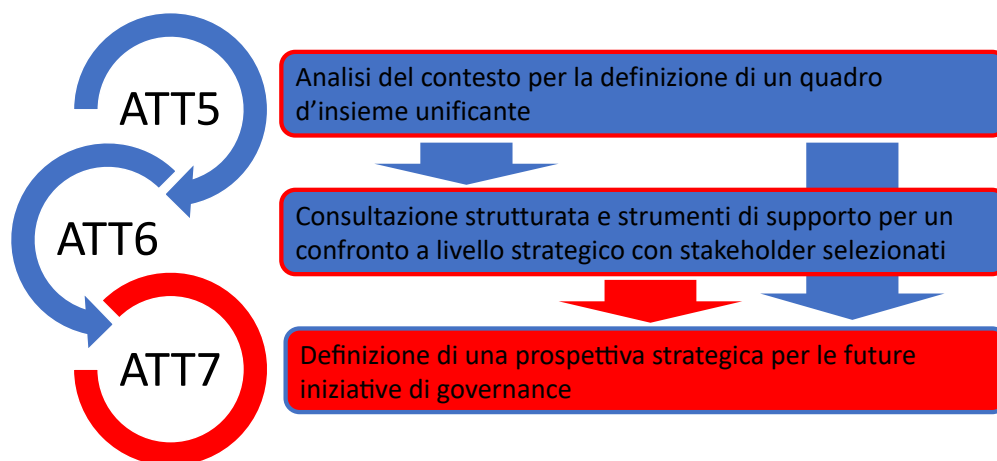 ATT5
Analisi del contesto per la definizione di un quadro
d’insieme unificante
ATT6
Consultazione strutturata e strumenti di supporto per un
confronto a livello strategico con stakeholder selezionati
ATT7
Definizione di una prospettiva strategica per le future
iniziative di governance